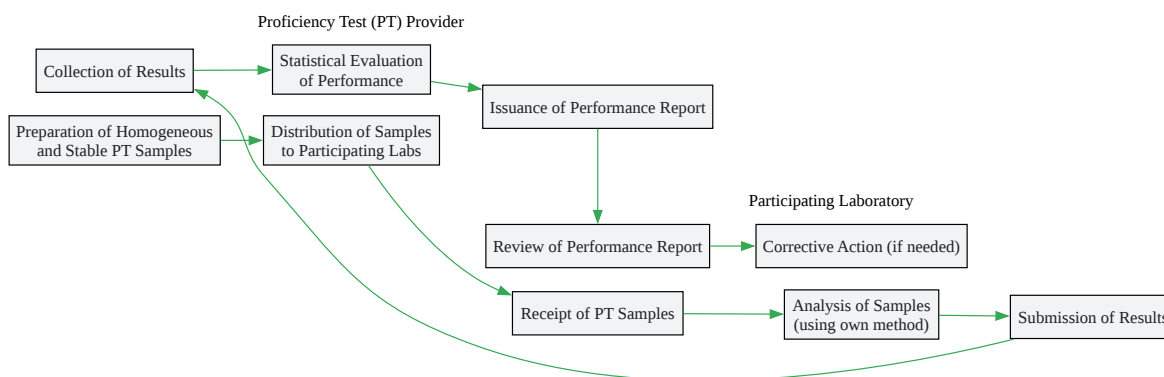 Proficiency Test (PT) Provider
Collection of Results
Statistical Evaluation
of Performance
Issuance of Performance Report
Preparation of Homogeneous
and Stable PT Samples
Distribution of Samples
to Participating Labs
Participating Laboratory
Review of Performance Report
Corrective Action (if needed)
Receipt of PT Samples
Analysis of Samples
(using own method)
Submission of Results